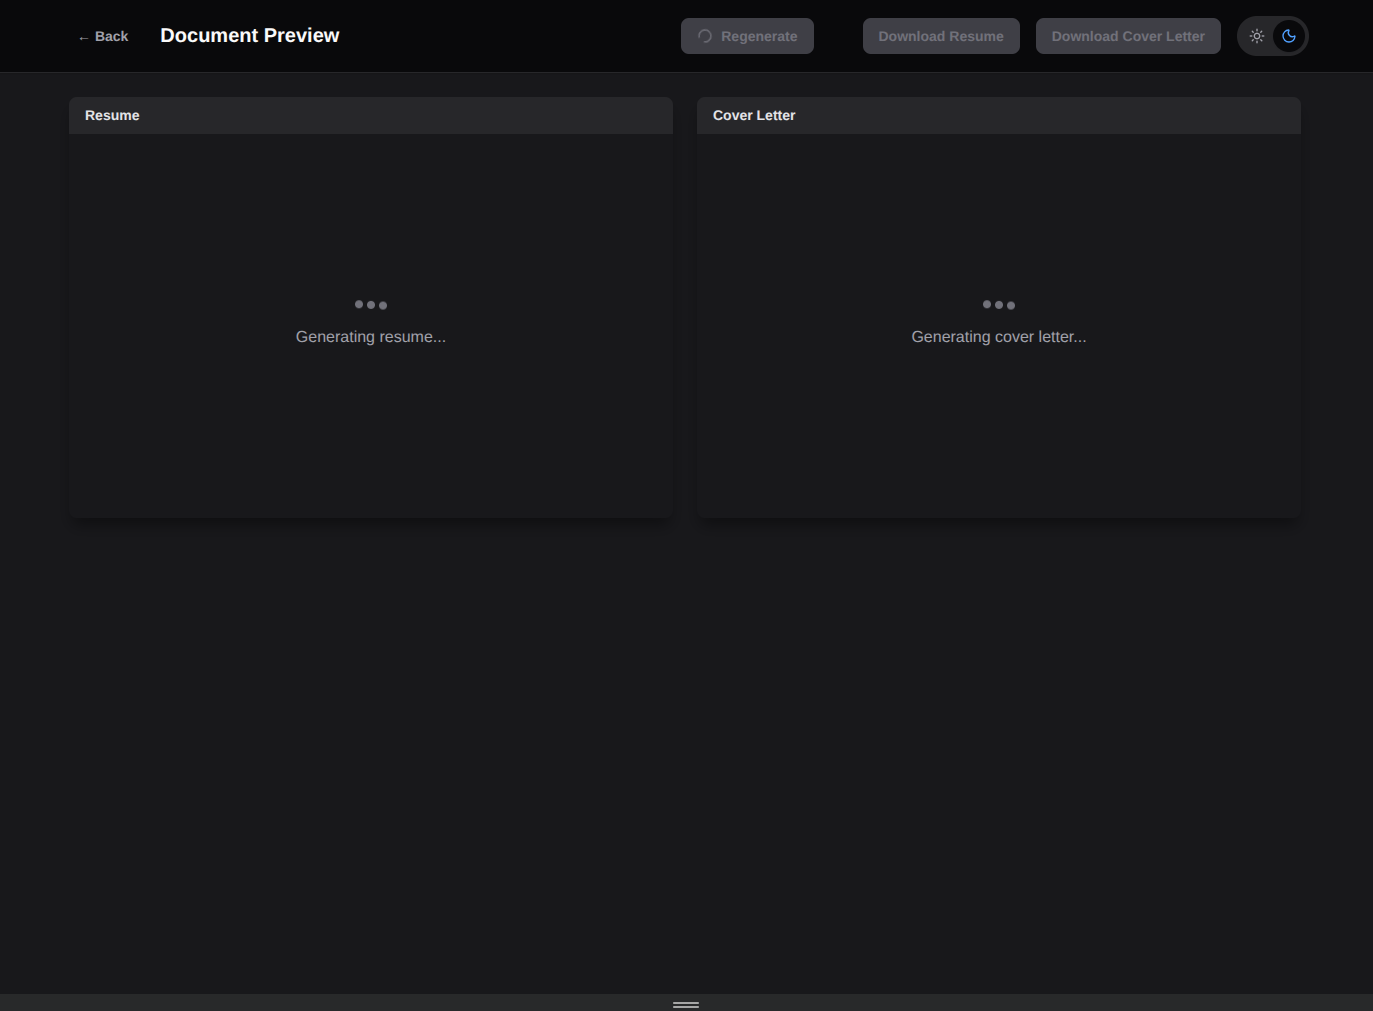 ← Back
Document Preview
Regenerate
Download Resume
Download Cover Letter
Resume
Cover Letter
Generating resume...
Generating cover letter...